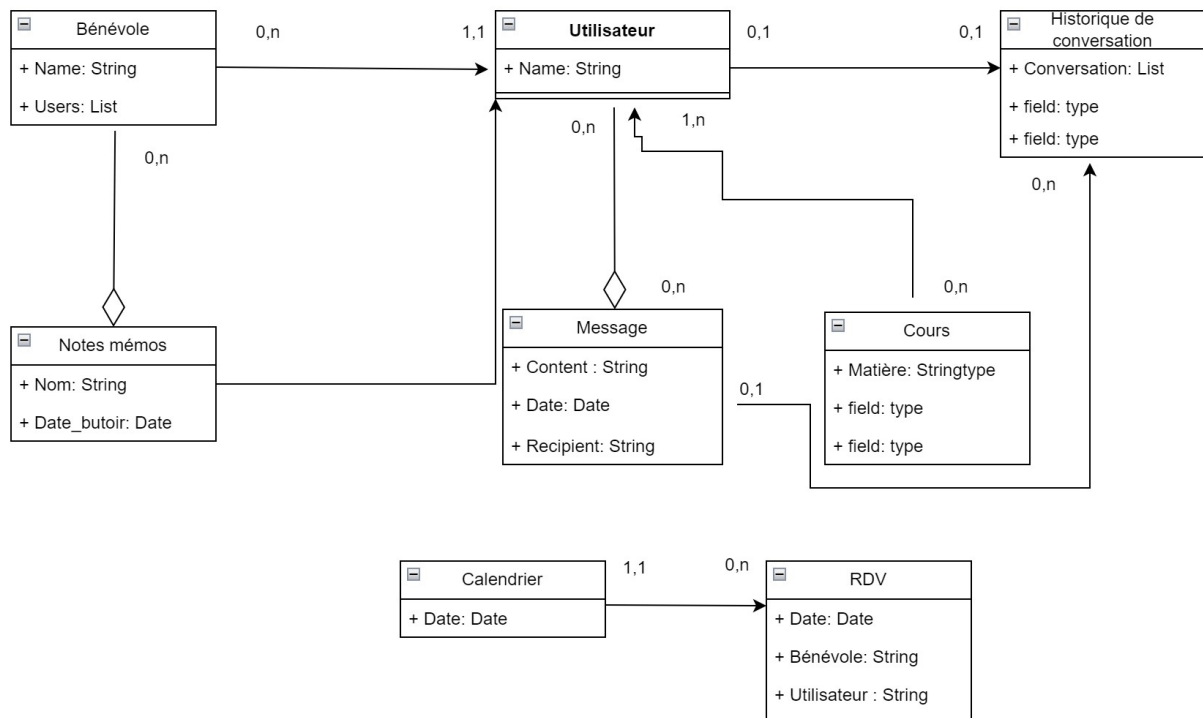 Bénévole
+ Name: String
+ Users: List
0,n
1,1
Utilisateur
+ Name: String
0,1
0,1
Historique de
conversation
+ Conversation: List
+ field: type
+ field: type
0,n
0,n
1,n
0,n
Notes mémos
+ Nom: String
+ Date_butoir: Date
0,n
Message
+ Content : String
+ Date: Date
+ Recipient: String
0,1
0,n
Cours
+ Matière: Stringtype
+ field: type
+ field: type
Calendrier
+ Date: Date
1,1
0,n
RDV
+ Date: Date
+ Bénévole: String
+ Utilisateur : String